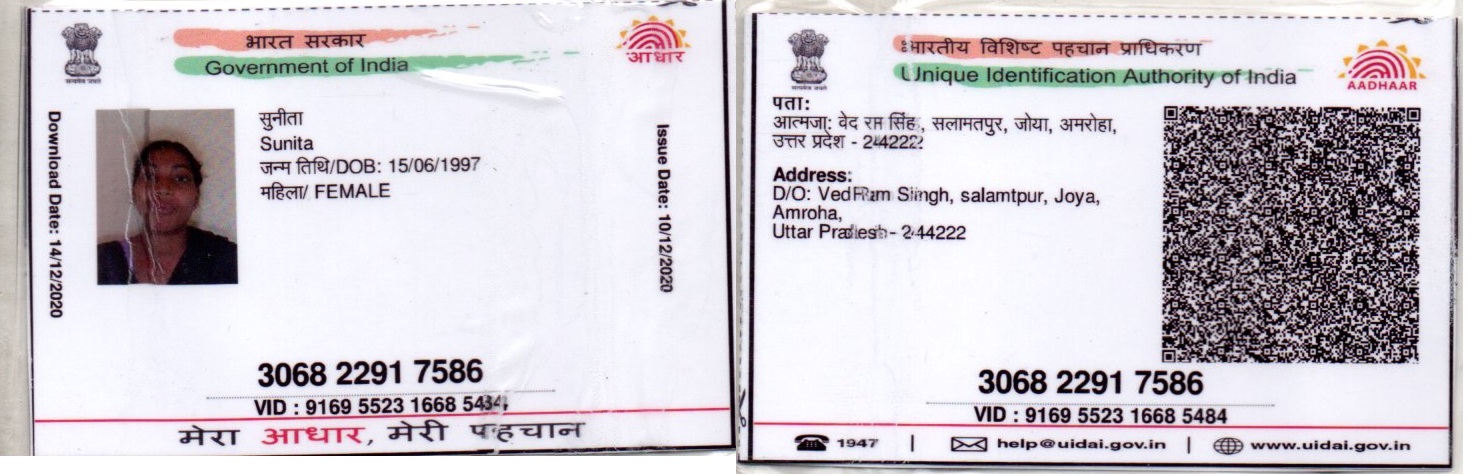 भारत सरकार
Government of India
आधार
Download Date: 14/12/2020
सुनीता
Sunita
जन्म तिथि/DOB: 15/06/1997
महिला/ FEMALE
Issue Date: 10/12/2020
3068 2291 7586
VID : 9169 5523 1668 5484
मेरा आधार, मेरी पहचान
भारतीय विशिष्ट पहचान प्राधिकरण
Unique Identification Authority of India
AADHAAR
पता:
आत्मजा: वेद राम सिंह, सलामतपुर, जोया, अमरोहा,
उत्तर प्रदेश - 244222
Address:
D/O: Ved Ram Singh, salamtpur, Joya,
Amroha,
Uttar Pradesh - 244222
3068 2291 7586
VID : 9169 5523 1668 5484
1947 | help@uidai.gov.in | www.uidai.gov.in